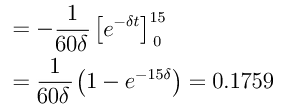 = -\frac{1}{60\delta} \left[ e^{-\delta t} \right]_{0}^{15}
= \frac{1}{60\delta} \left( 1 - e^{-15\delta} \right) = 0.1759